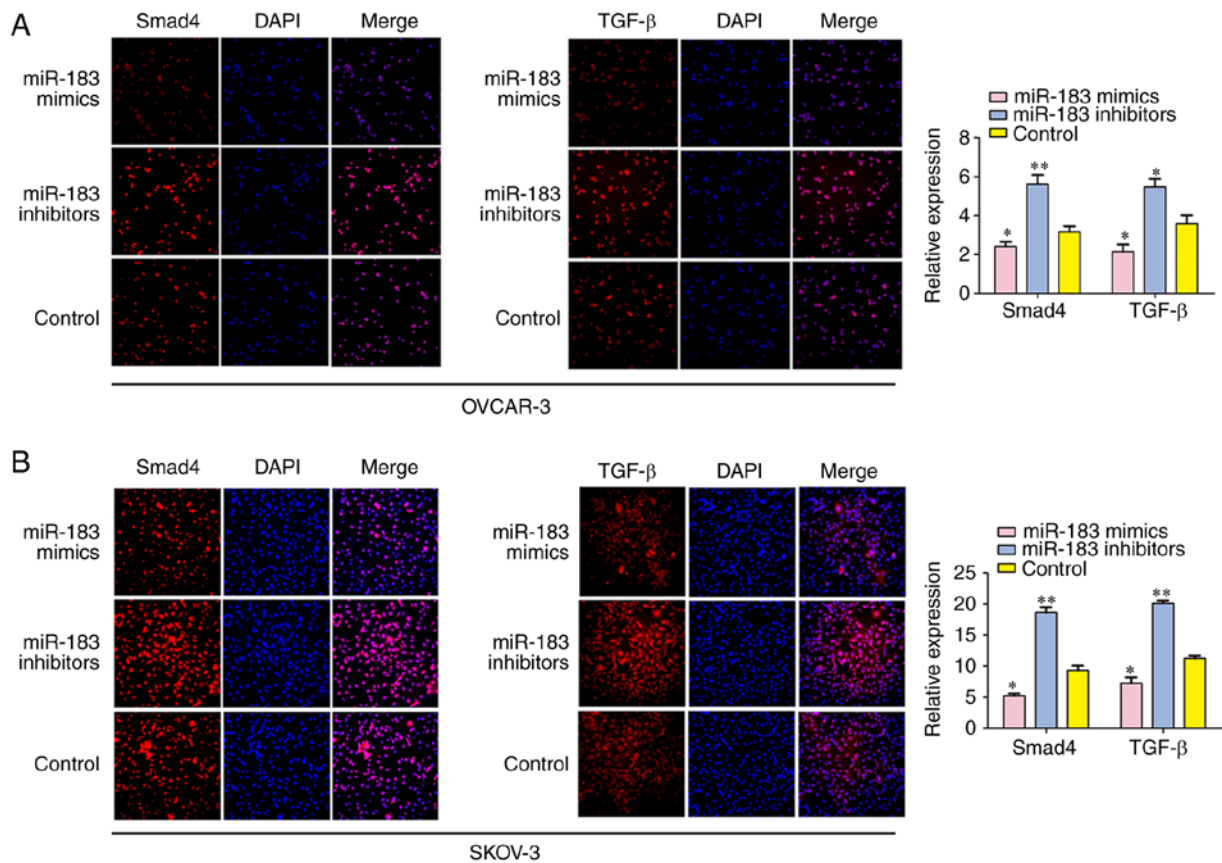 A
Smad4 DAPI Merge
TGF-β DAPI Merge
miR-183
mimics
miR-183
inhibitors
Control
miR-183
mimics
miR-183
inhibitors
Control
OVCAR-3
miR-183 mimics
miR-183 inhibitors
Control
Relative expression
8
6
4
2
0
*
**
*
*
Smad4 TGF-β
B
Smad4 DAPI Merge
TGF-β DAPI Merge
miR-183
mimics
miR-183
inhibitors
Control
miR-183
mimics
miR-183
inhibitors
Control
SKOV-3
miR-183 mimics
miR-183 inhibitors
Control
Relative expression
25
20
15
10
5
0
*
**
*
**
Smad4 TGF-β